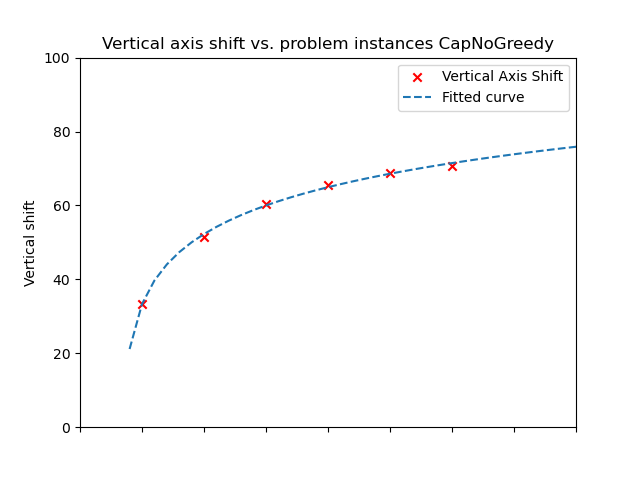 Vertical axis shift vs. problem instances CapNoGreedy
100
Vertical Axis Shift
Fitted curve
80
60
Vertical shift
40
20
0